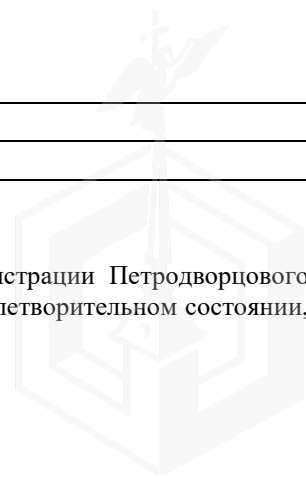 истрации Петродворцового
летворительном состоянии,